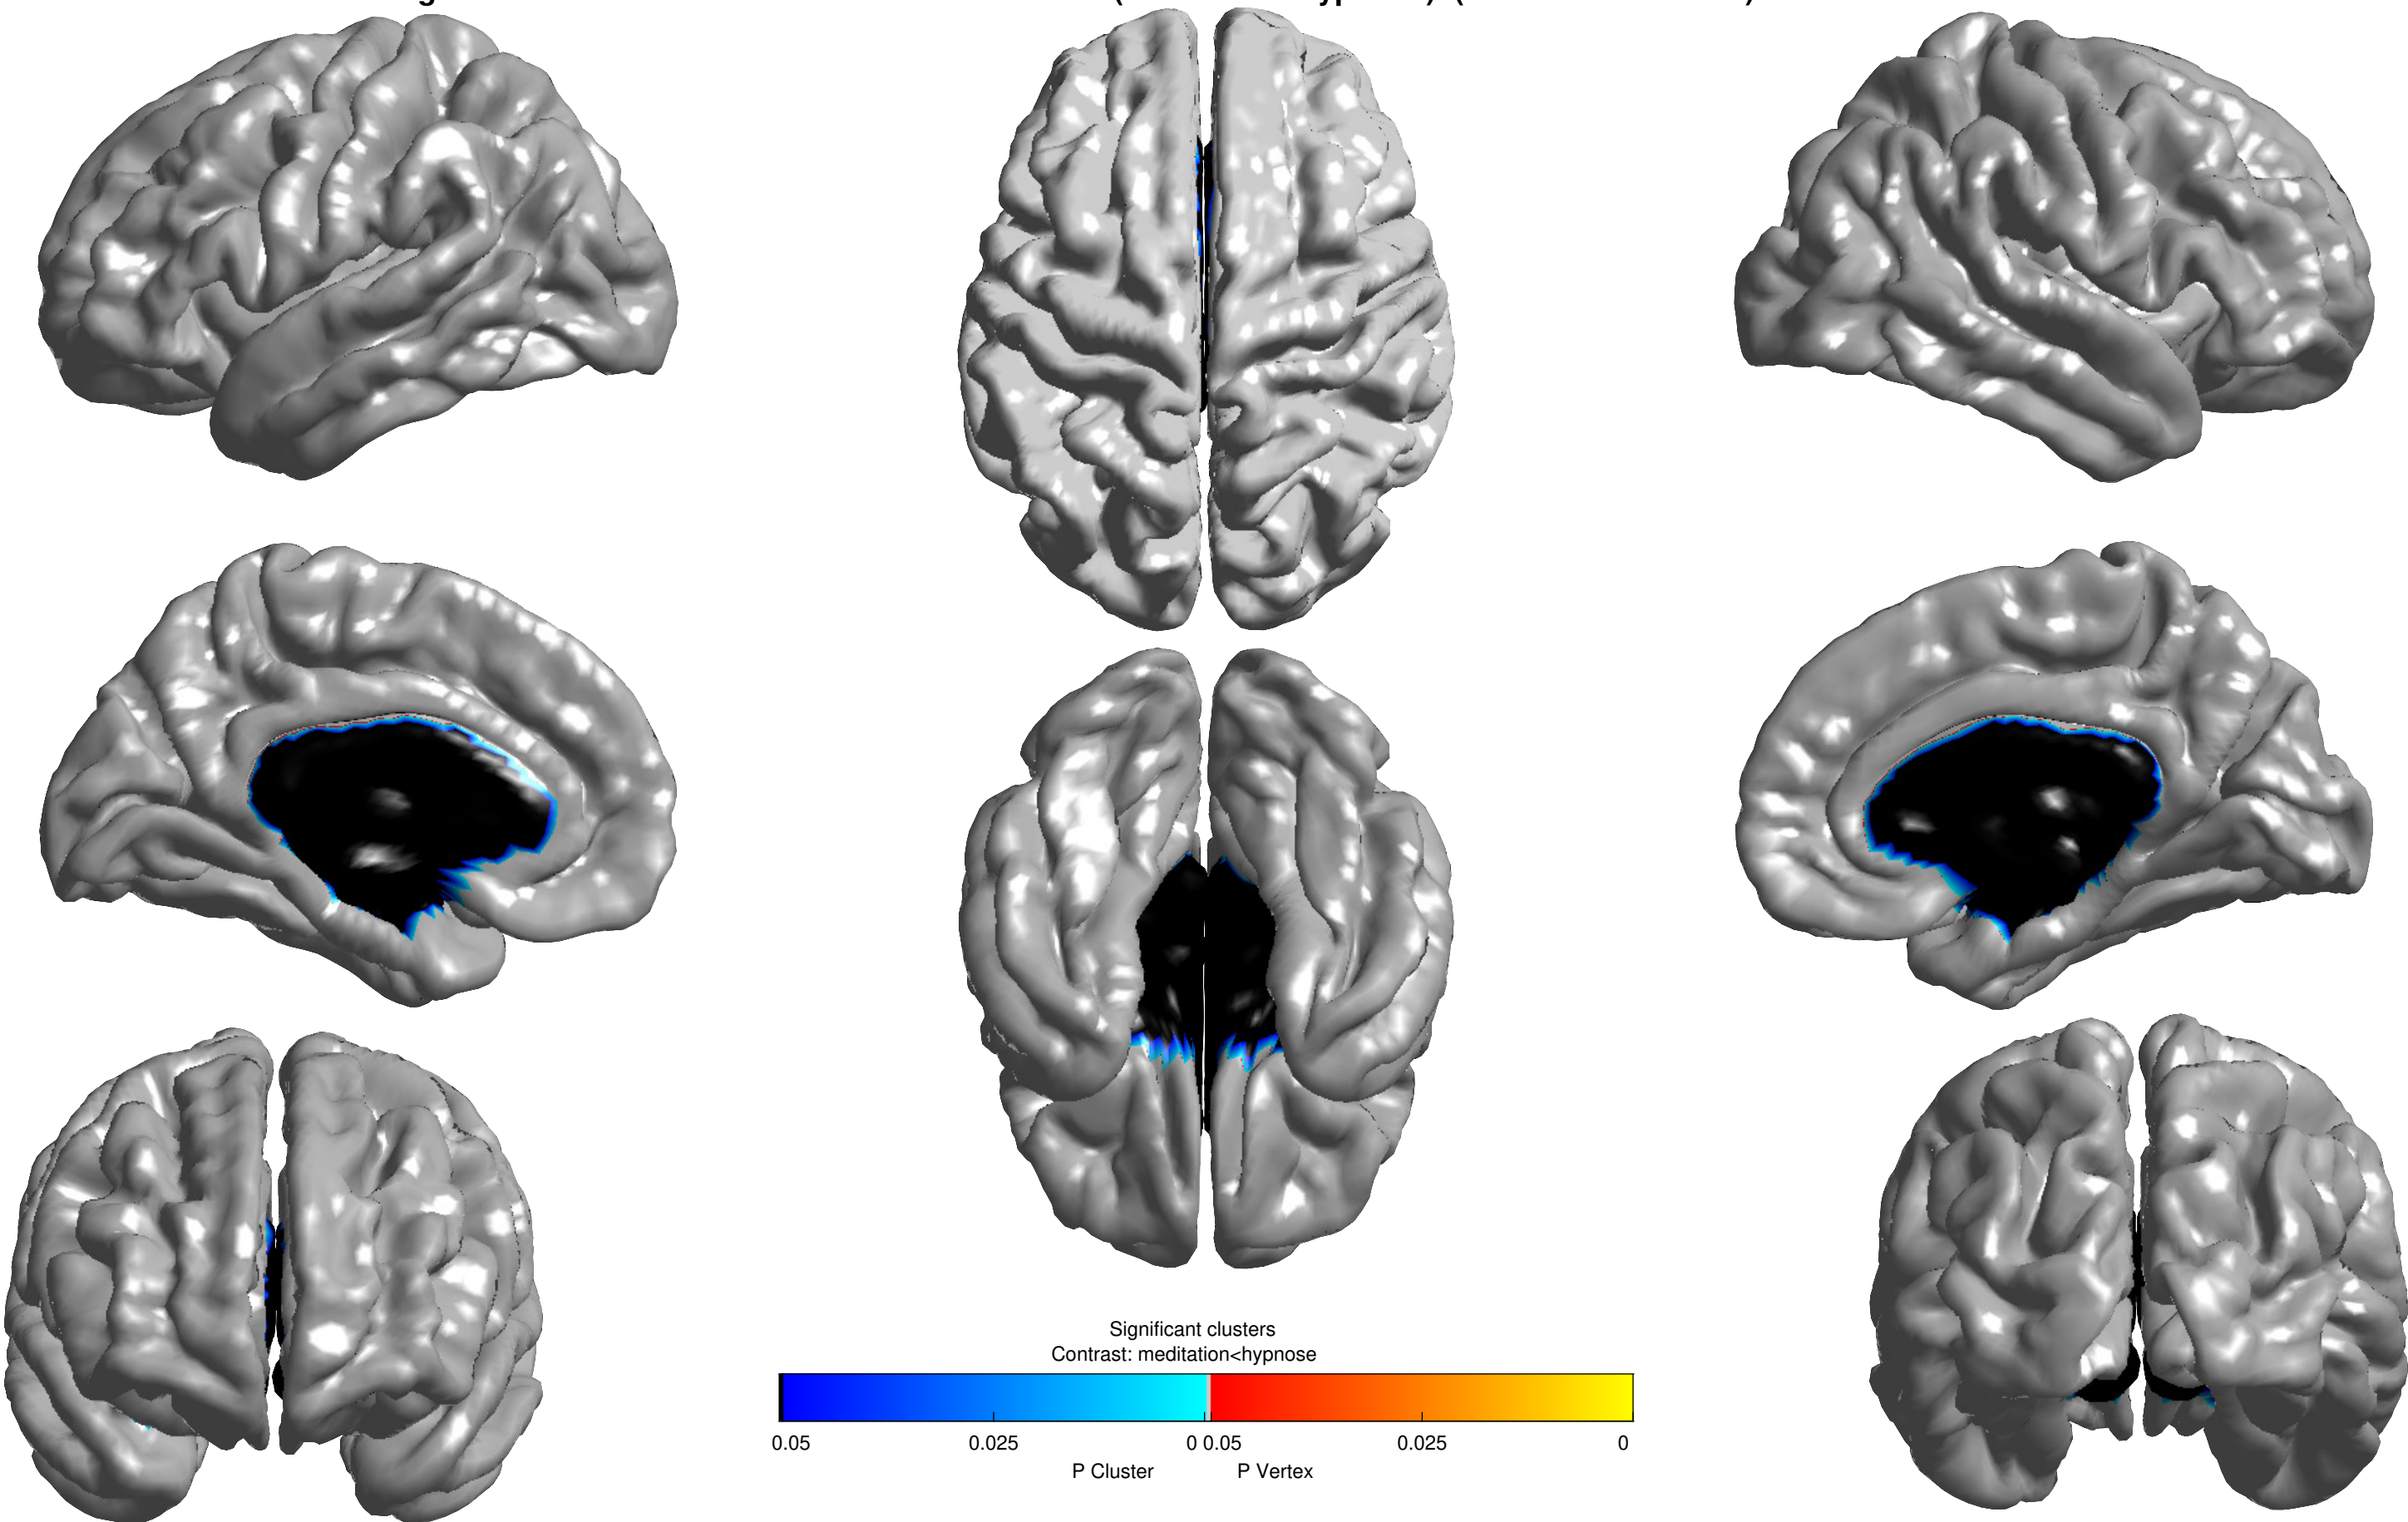 Significant clusters
Contrast: meditation<hypnose
0.05 0.025 0 0.05 0.025 0
P Cluster P Vertex